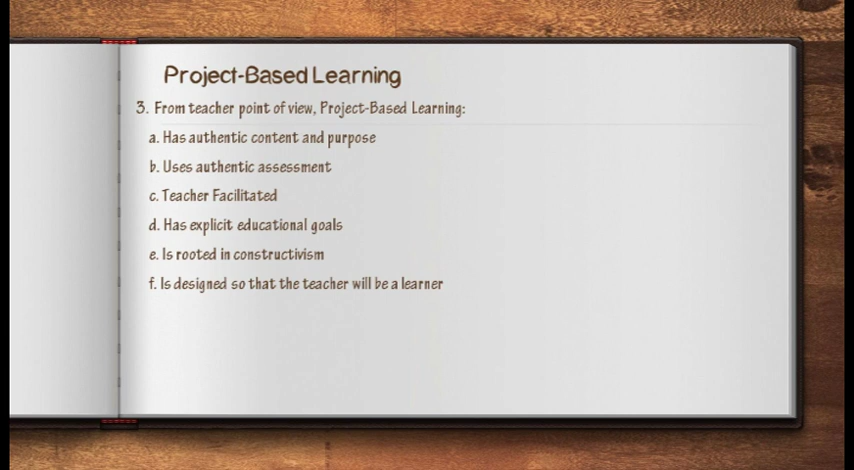 Project-Based Learning
3. From teacher point of view, Project-Based Learning:
a. Has authentic content and purpose
b. Uses authentic assessment
c. Teacher Facilitated
d. Has explicit educational goals
e. Is rooted in constructivism
f. Is designed so that the teacher will be a learner